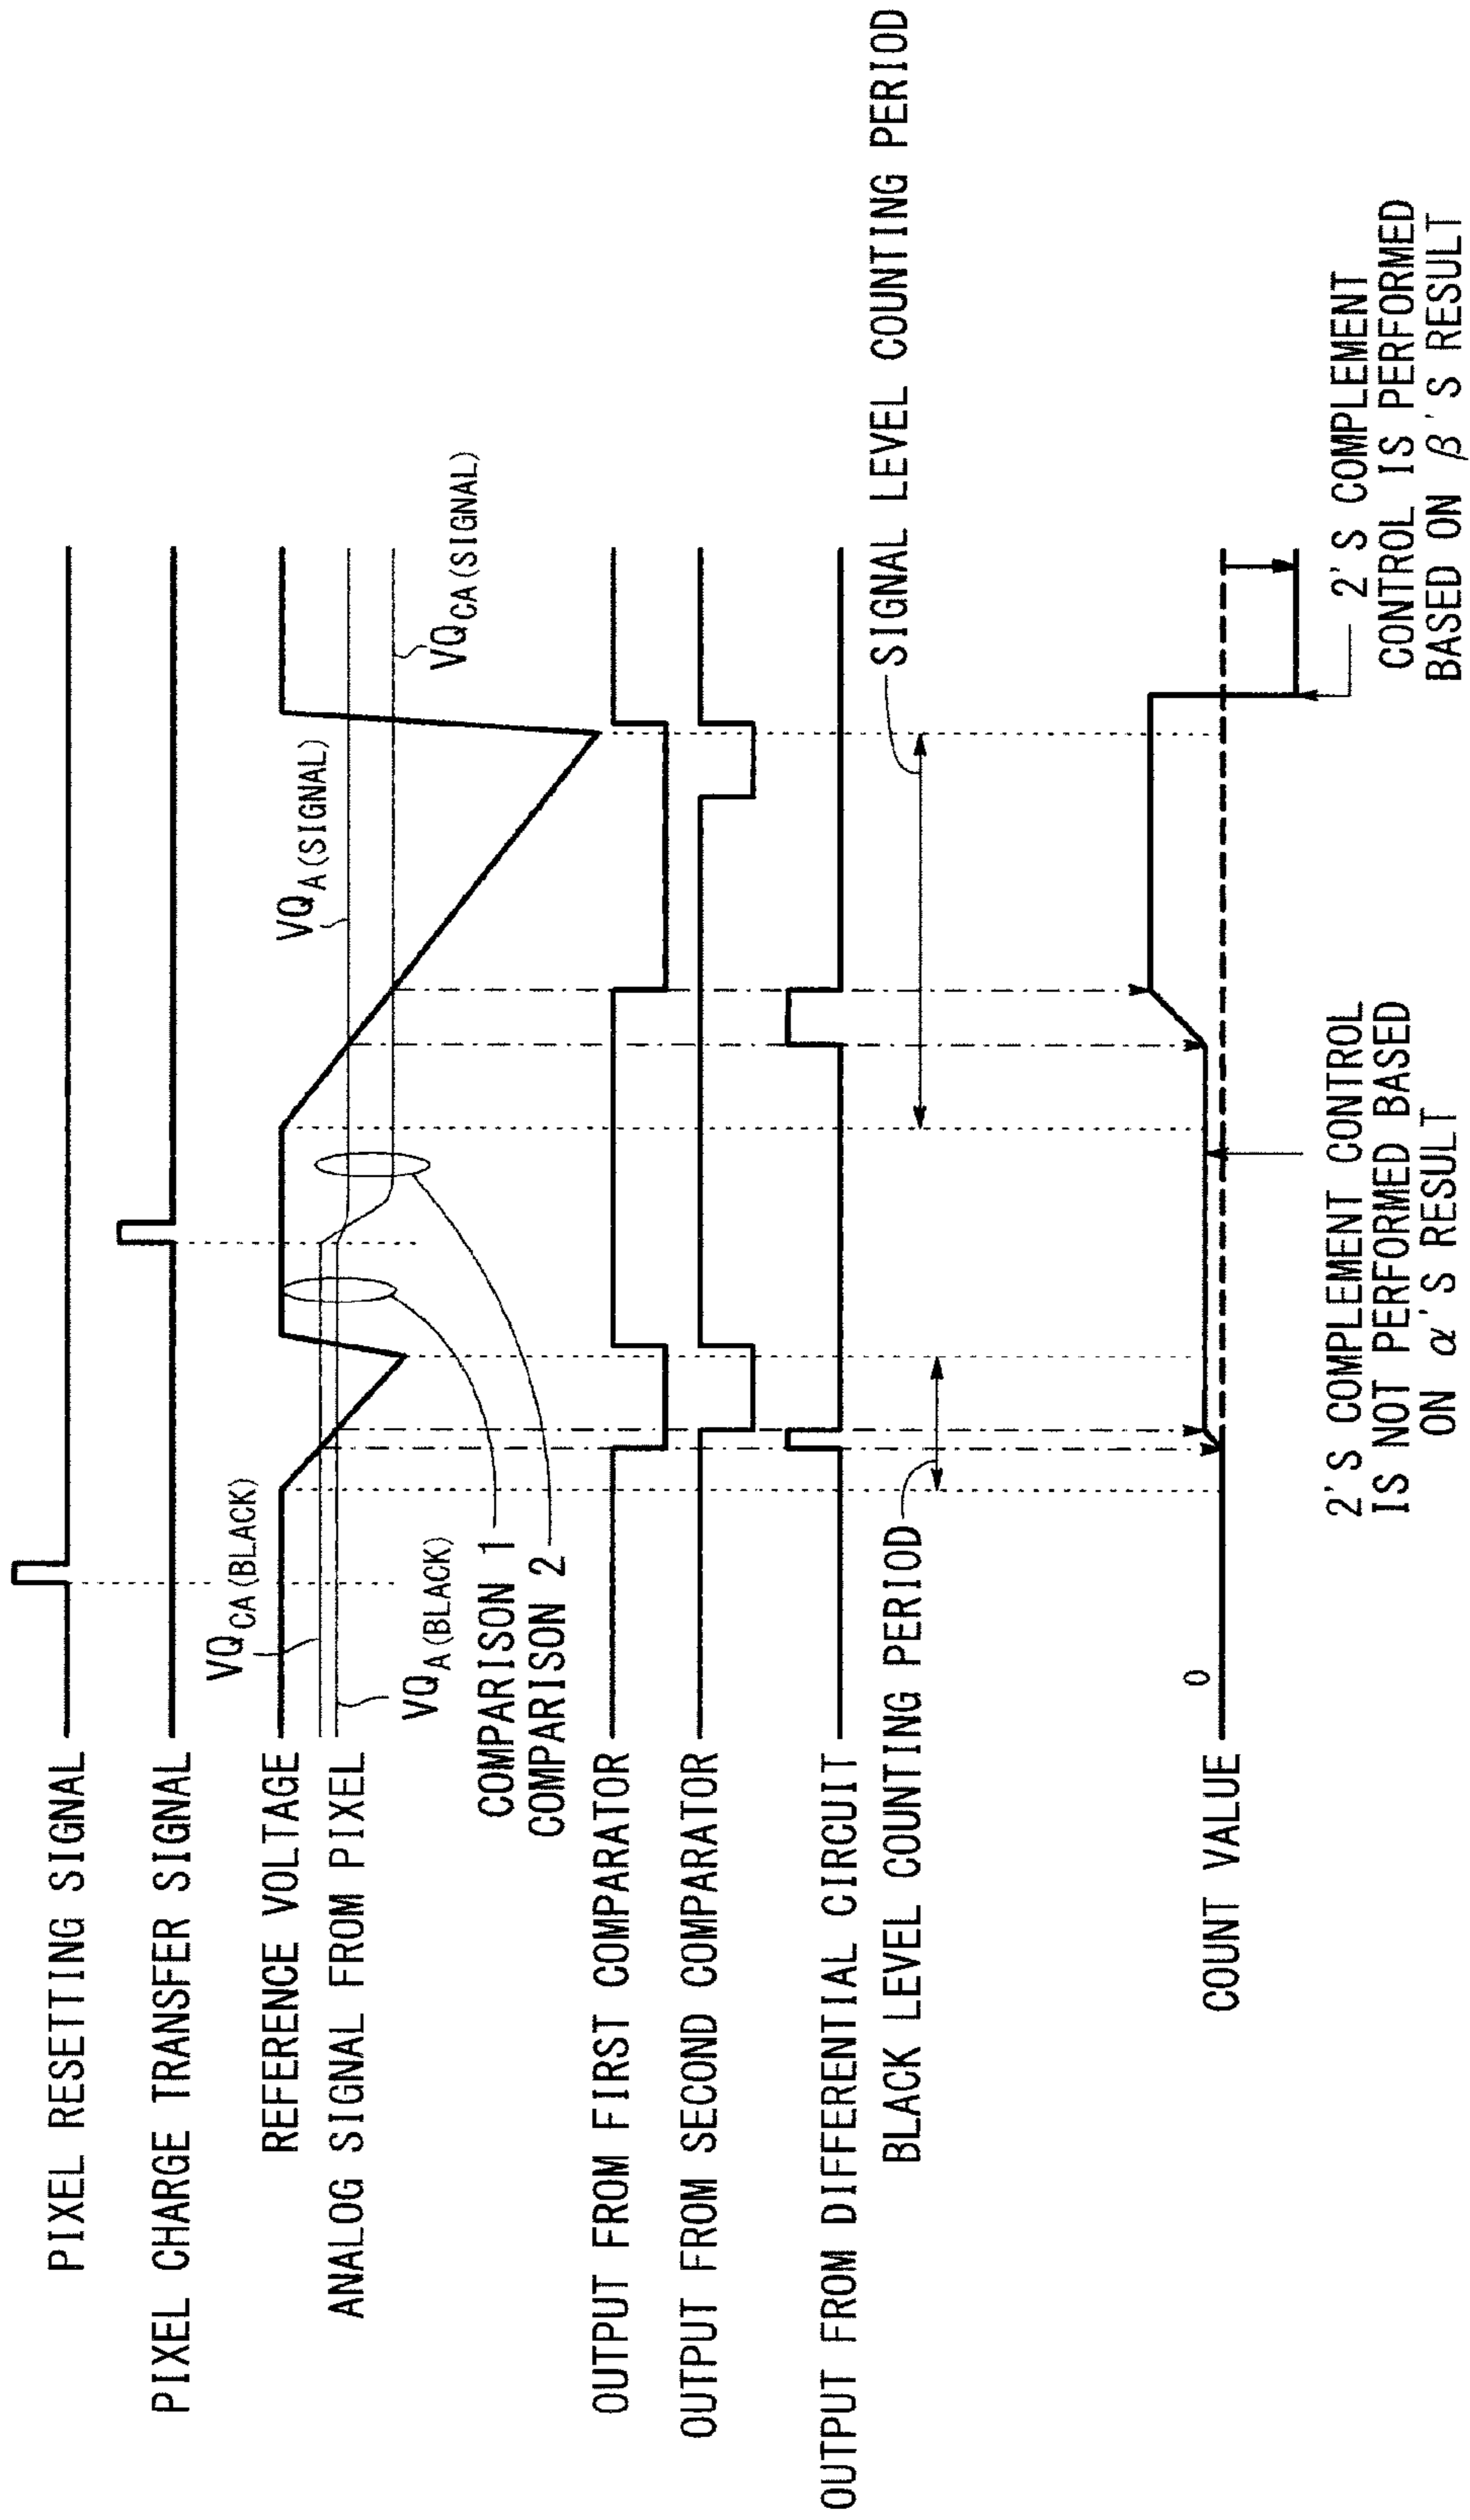 PIXEL RESETTING SIGNAL
PIXEL CHARGE TRANSFER SIGNAL
VQCA(BLACK)
REFERENCE VOLTAGE
VQA(SIGNAL)
ANALOG SIGNAL FROM PIXEL
VQA(BLACK)
VQCA(SIGNAL)
COMPARISON 1
COMPARISON 2
OUTPUT FROM FIRST COMPARATOR
OUTPUT FROM SECOND COMPARATOR
OUTPUT FROM DIFFERENTIAL CIRCUIT
SIGNAL LEVEL COUNTING PERIOD
BLACK LEVEL COUNTING PERIOD
0
COUNT VALUE
2'S COMPLEMENT CONTROL
IS NOT PERFORMED BASED
ON α'S RESULT
2'S COMPLEMENT
CONTROL IS PERFORMED
BASED ON β'S RESULT